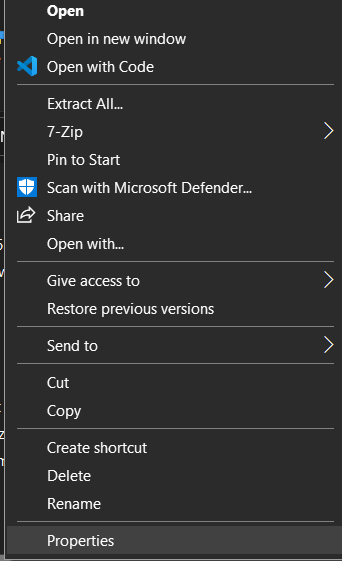 Open
Open in new window
Open with Code
Extract All...
7-Zip
Pin to Start
Scan with Microsoft Defender...
Share
Open with...
Give access to
Restore previous versions
Send to
Cut
Copy
Create shortcut
Delete
Rename
Properties